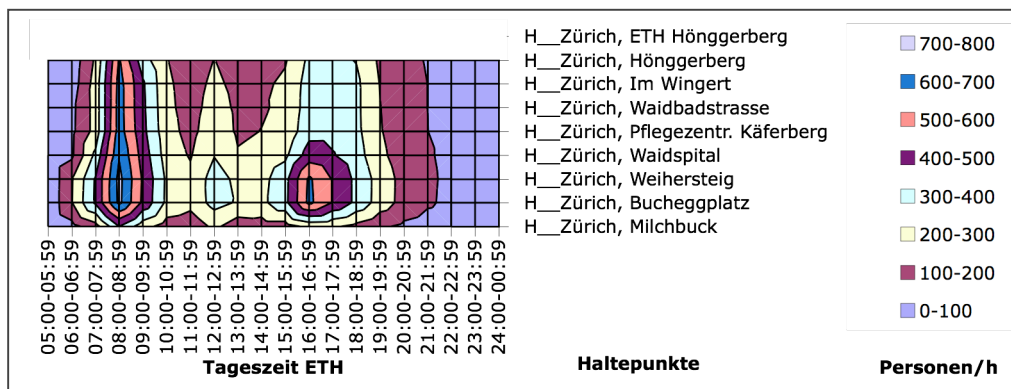 H__Zürich, ETH Hönggerberg
H__Zürich, Hönggerberg
H__Zürich, Im Wingert
H__Zürich, Waidbadstrasse
H__Zürich, Pflegezentr. Käferberg
H__Zürich, Waidspital
H__Zürich, Weihersteig
H__Zürich, Bucheggplatz
H__Zürich, Milchbuck
700-800
600-700
500-600
400-500
300-400
200-300
100-200
0-100
05:00-05:59
06:00-06:59
07:00-07:59
08:00-08:59
09:00-09:59
10:00-10:59
11:00-11:59
12:00-12:59
13:00-13:59
14:00-14:59
15:00-15:59
16:00-16:59
17:00-17:59
18:00-18:59
19:00-19:59
20:00-20:59
21:00-21:59
22:00-22:59
23:00-23:59
24:00-00:59
Tageszeit ETH
Haltepunkte
Personen/h